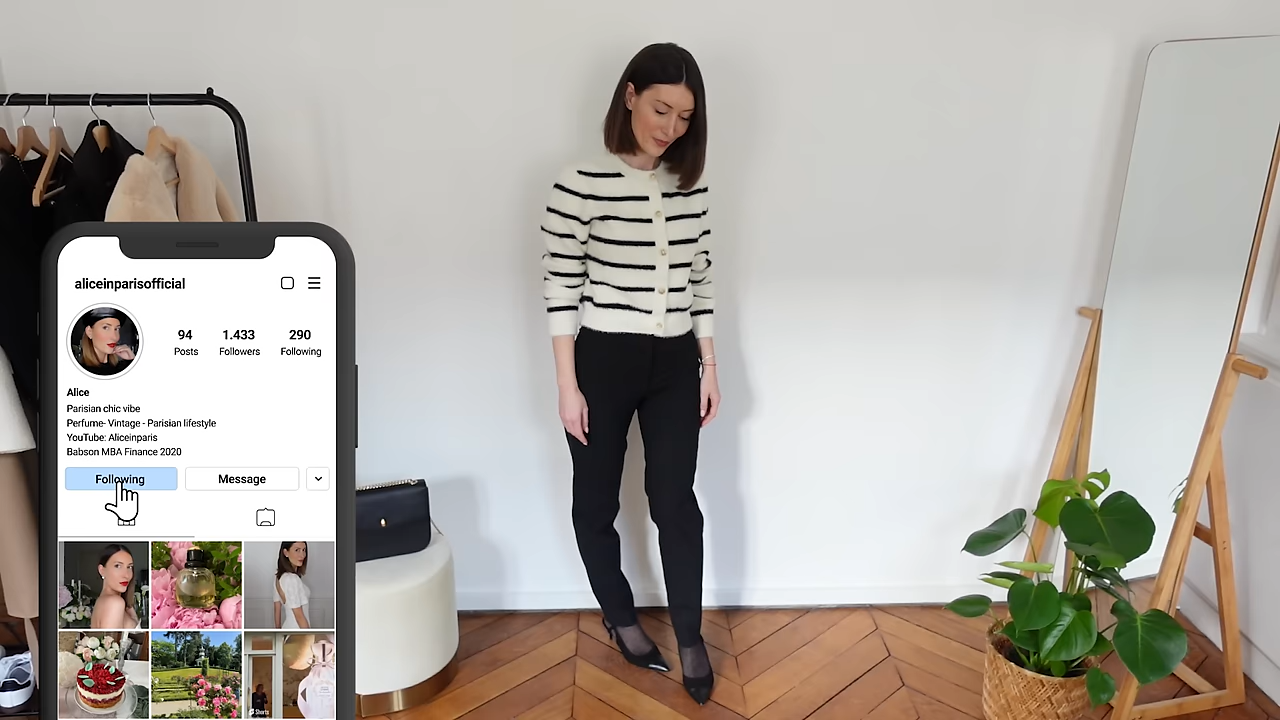 aliceinparisofficial
94 1.433 290
Posts Followers Following
Alice
Parisian chic vibe
Perfume- Vintage - Parisian lifestyle
YouTube: Aliceinparis
Babson MBA Finance 2020
Following Message
Shorts